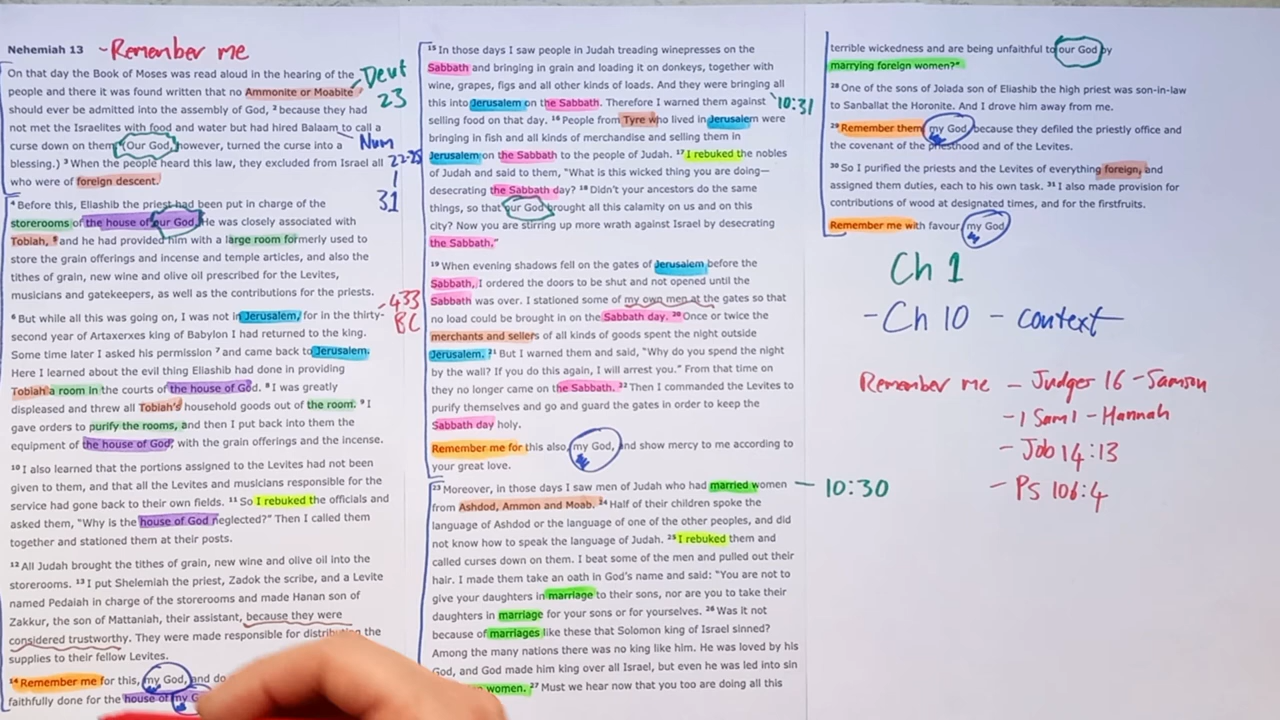 Nehemiah 13 - Remember me
On that day the Book of Moses was read aloud in the hearing of the
people and there it was found written that no Ammonite or Moabite
should ever be admitted into the assembly of God, ² because they had
not met the Israelites with food and water but had hired Balaam to call a
down on them. (Our God, however, turned the curse into a
blessing.) ³ When the people heard this law, they excluded from Israel all
who were of foreign descent.
Deut
23
Num
22-25
31
⁴ Before this, Eliashib the priest had been put in charge of the
storerooms of the house of our God. He was closely associated with
Tobiah, ⁵ and he had provided him with a large room formerly used to
store the grain offerings and incense and temple articles, and also the
tithes of grain, new wine and olive oil prescribed for the Levites,
musicians and gatekeepers, as well as the contributions for the priests.
⁶ But while all this was going on, I was not in Jerusalem, for in the thirty-
second year of Artaxerxes king of Babylon I had returned to the king.
Some time later I asked his permission ⁷ and came back to Jerusalem.
Here I learned about the evil thing Eliashib had done in providing
Tobiah a room in the courts of the house of God. ⁸ I was greatly
displeased and threw all Tobiah's household goods out of the room. ⁹ I
gave orders to purify the rooms, and then I put back into them the
equipment of the house of God, with the grain offerings and the incense.
- 433
BC
¹⁰ I also learned that the portions assigned to the Levites had not been
given to them, and that all the Levites and musicians responsible for the
service had gone back to their own fields. ¹¹ So I rebuked the officials and
asked them, "Why is the house of God neglected?" Then I called them
together and stationed them at their posts.
¹² All Judah brought the tithes of grain, new wine and olive oil into the
storerooms. ¹³ I put Shelemiah the priest, Zadok the scribe, and a Levite
named Pedaiah in charge of the storerooms and made Hanan son of
Zakkur, the son of Mattaniah, their assistant, because they were
considered trustworthy. They were made responsible for distributing the
supplies to their fellow Levites.
¹⁴ Remember me for this, my God, and do
faithfully done for the house of my G
¹⁵ In those days I saw people in Judah treading winepresses on the
Sabbath and bringing in grain and loading it on donkeys, together with
wine, grapes, figs and all other kinds of loads. And they were bringing all
this into Jerusalem on the Sabbath. Therefore I warned them against
selling food on that day. ¹⁶ People from Tyre who lived in Jerusalem were
bringing in fish and all kinds of merchandise and selling them in
Jerusalem on the Sabbath to the people of Judah. ¹⁷ I rebuked the nobles
of Judah and said to them, "What is this wicked thing you are doing—
desecrating the Sabbath day? ¹⁸ Didn't your ancestors do the same
things, so that our God brought all this calamity on us and on this
city? Now you are stirring up more wrath against Israel by desecrating
the Sabbath."
10:31
¹⁹ When evening shadows fell on the gates of Jerusalem before the
Sabbath, I ordered the doors to be shut and not opened until the
Sabbath was over. I stationed some of my own men at the gates so that
no load could be brought in on the Sabbath day. ²⁰ Once or twice the
merchants and sellers of all kinds of goods spent the night outside
Jerusalem. ²¹ But I warned them and said, "Why do you spend the night
by the wall? If you do this again, I will arrest you." From that time on
they no longer came on the Sabbath. ²² Then I commanded the Levites to
purify themselves and go and guard the gates in order to keep the
Sabbath day holy.
Remember me for this also, my God, and show mercy to me according to
your great love.
²³ Moreover, in those days I saw men of Judah who had married women
from Ashdod, Ammon and Moab. ²⁴ Half of their children spoke the
language of Ashdod or the language of one of the other peoples, and did
not know how to speak the language of Judah. ²⁵ I rebuked them and
called curses down on them. I beat some of the men and pulled out their
hair. I made them take an oath in God's name and said: "You are not to
give your daughters in marriage to their sons, nor are you to take their
daughters in marriage for your sons or for yourselves. ²⁶ Was it not
because of marriages like these that Solomon king of Israel sinned?
Among the many nations there was no king like him. He was loved by his
God, and God made him king over all Israel, but even he was led into sin
women. ²⁷ Must we hear now that you too are doing all this
- 10:30
terrible wickedness and are being unfaithful to our God by
marrying foreign women?"
²⁸ One of the sons of Joiada son of Eliashib the high priest was son-in-law
to Sanballat the Horonite. And I drove him away from me.
²⁹ Remember them, my God, because they defiled the priestly office and
the covenant of the priesthood and of the Levites.
³⁰ So I purified the priests and the Levites of everything foreign, and
assigned them duties, each to his own task. ³¹ I also made provision for
contributions of wood at designated times, and for the firstfruits.
Remember me with favour, my God.
Ch 1
- Ch 10 - context
Remember me - Judges 16 - Samson
- 1 Sam 1 - Hannah
- Job 14:13
- Ps 106:4